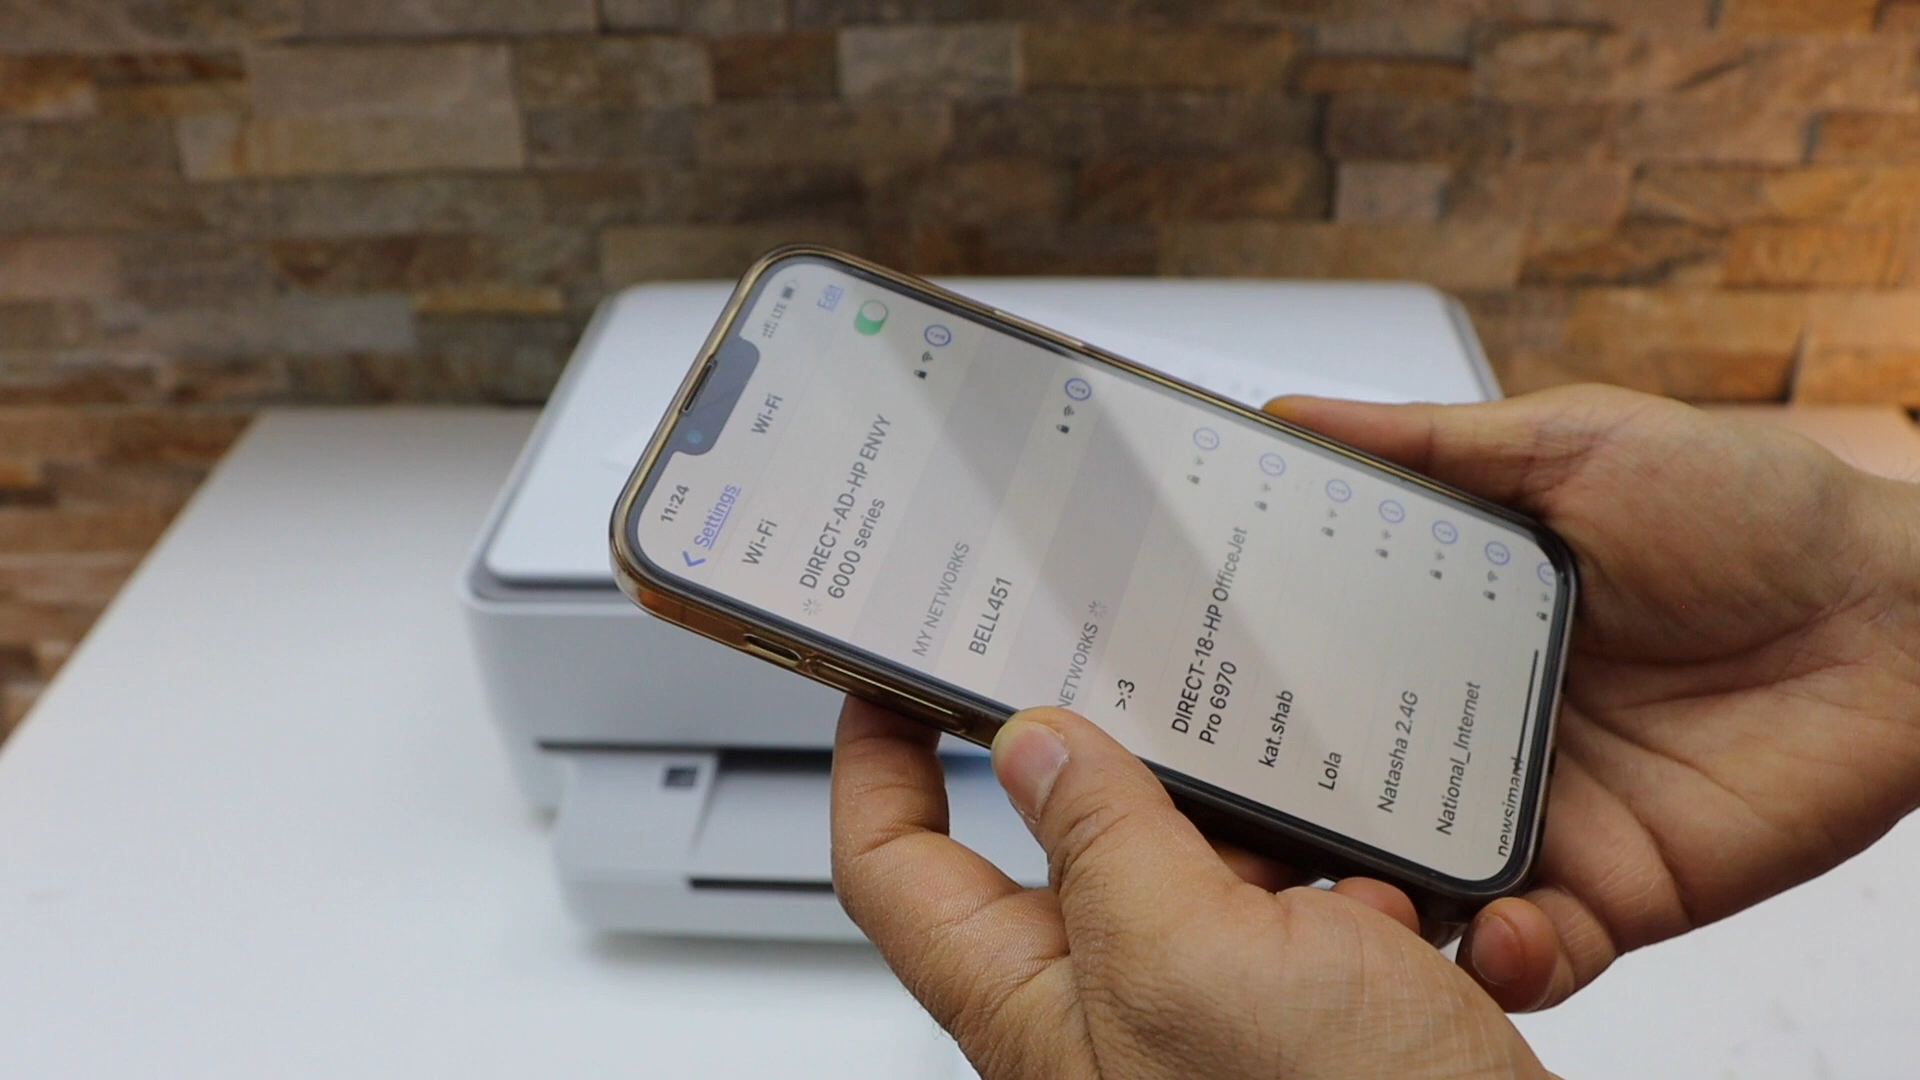 11:24
LTE
Settings
Wi-Fi
Edit
Wi-Fi
DIRECT-AD-HP ENVY
6000 series
MY NETWORKS
BELL451
NETWORKS
>:3
DIRECT-18-HP OfficeJet
Pro 6970
kat.shab
Lola
Natasha 2.4G
National_Internet